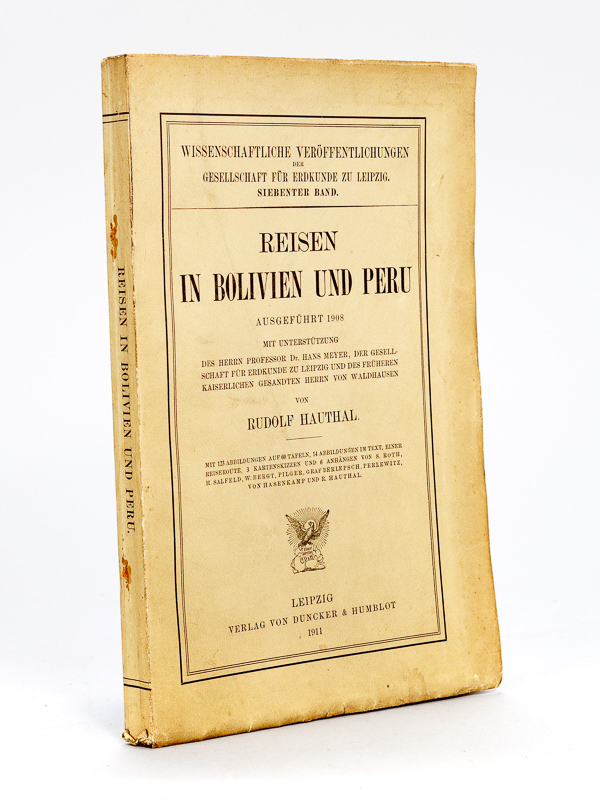 WISSENSCHAFTLICHE VERÖFFENTLICHUNGEN
DER
GESELLSCHAFT FÜR ERDKUNDE ZU LEIPZIG.
SIEBENTER BAND.
REISEN
IN BOLIVIEN UND PERU
AUSGEFÜHRT 1908
MIT UNTERSTÜTZUNG
DES HERRN PROFESSOR Dr. HANS MEYER, DER GESELL-
SCHAFT FÜR ERDKUNDE ZU LEIPZIG UND DES FRÜHEREN
KAISERLICHEN GESANDTEN HERRN VON WALDHAUSEN
VON
RUDOLF HAUTHAL.
MIT 123 ABBILDUNGEN AUF 60 TAFELN, 14 ABBILDUNGEN IM TEXT, EINER
REISEROUTE, 3 KARTENSKIZZEN UND 6 ANHÄNGEN VON S. ROTH,
H. SALFELD, W. BERGT, PILGER, GRAF BERLEPSCH, PERKEWITZ,
VON HASENKAMP UND R. HAUTHAL.
LEIPZIG
VERLAG VON DUNCKER & HUMBLOT
1911
REISEN IN BOLIVIEN UND PERU.